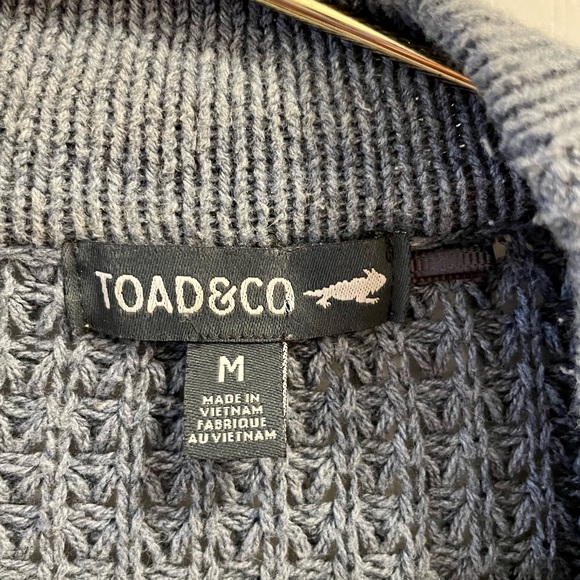 TOAD&CO
M
MADE IN
VIETNAM
FABRIQUE
AU VIETNAM